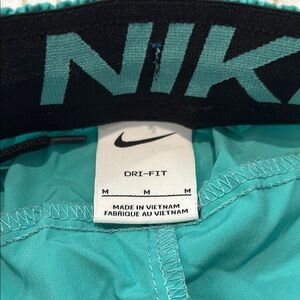 NIK
DRI-FIT
M M M
MADE IN VIETNAM
FABRIQUE AU VIETNAM